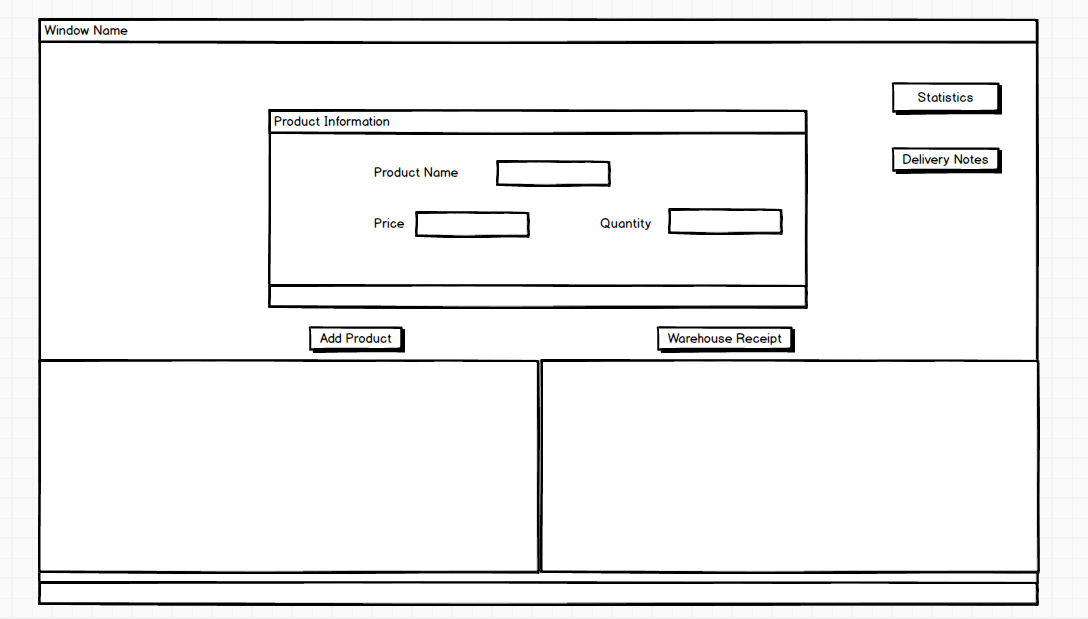 Window Name
Statistics
Product Information
Delivery Notes
Product Name
Price
Quantity
Add Product
Warehouse Receipt